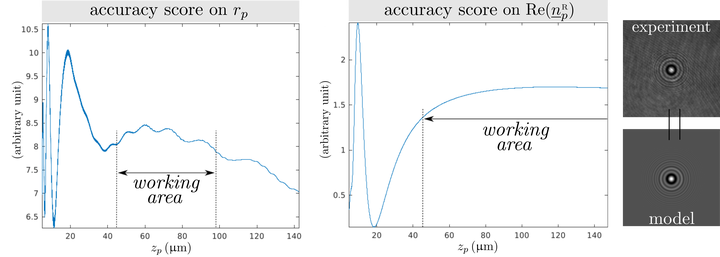 accuracy score on r_p
(arbitrary unit)
10.5
10
9.5
9
8.5
8
7.5
7
6.5
working
area
20 40 60 80 100 120 140
z_p (µm)
accuracy score on Re(n_p^R)
(arbitrary unit)
2
1.5
1
0.5
working
area
20 40 60 80 100 120 140
z_p (µm)
experiment
model